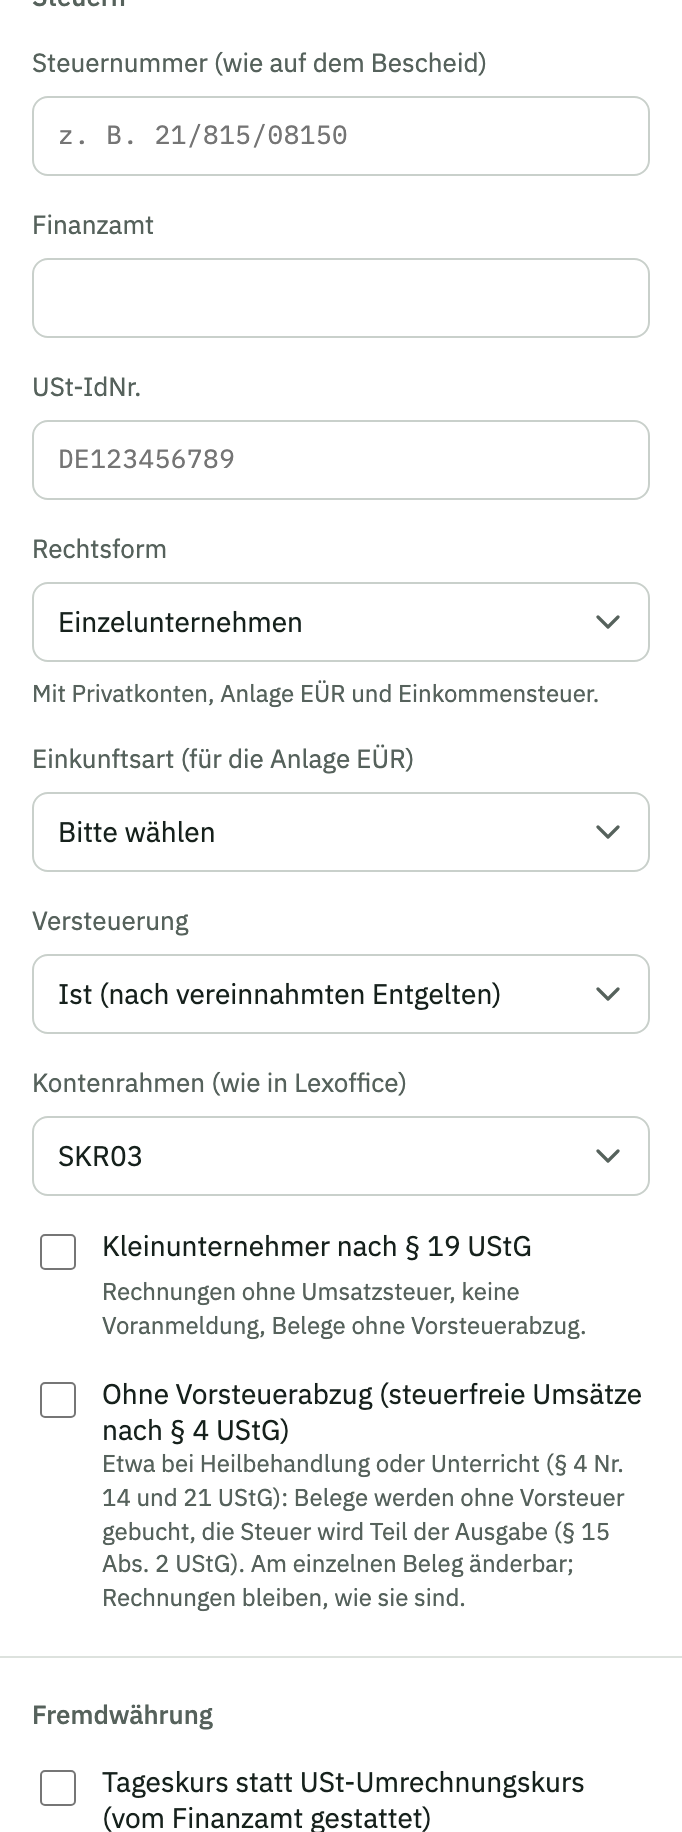 Steuern
Steuernummer (wie auf dem Bescheid)
z. B. 21/815/08150
Finanzamt
USt-IdNr.
DE123456789
Rechtsform
Einzelunternehmen
Mit Privatkonten, Anlage EÜR und Einkommensteuer.
Einkunftsart (für die Anlage EÜR)
Bitte wählen
Versteuerung
Ist (nach vereinnahmten Entgelten)
Kontenrahmen (wie in Lexoffice)
SKR03
Kleinunternehmer nach § 19 UStG
Rechnungen ohne Umsatzsteuer, keine
Voranmeldung, Belege ohne Vorsteuerabzug.
Ohne Vorsteuerabzug (steuerfreie Umsätze
nach § 4 UStG)
Etwa bei Heilbehandlung oder Unterricht (§ 4 Nr.
14 und 21 UStG): Belege werden ohne Vorsteuer
gebucht, die Steuer wird Teil der Ausgabe (§ 15
Abs. 2 UStG). Am einzelnen Beleg änderbar;
Rechnungen bleiben, wie sie sind.
Fremdwährung
Tageskurs statt USt-Umrechnungskurs
(vom Finanzamt gestattet)